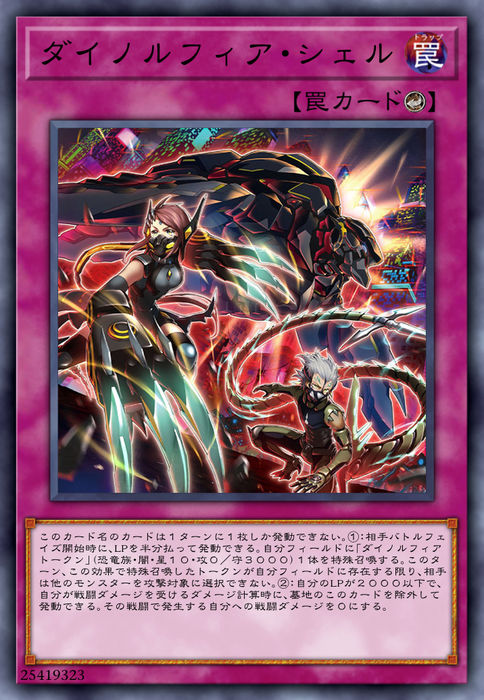 ダイノルフィア・シェル
トラップ
罠
【罠カード】
このカード名のカードは1ターンに1枚しか発動できない。①:相手バトルフェ
イズ開始時に、LPを半分払って発動できる。自分フィールドに「ダイノルフィア
トークン」(恐竜族・闇・星10・攻0/守3000)1体を特殊召喚する。このタ
ーン、この効果で特殊召喚したトークンが自分フィールドに存在する限り、相手
は他のモンスターを攻撃対象に選択できない。②:自分のLPが2000以下で、
自分が戦闘ダメージを受けるダメージ計算時に、墓地のこのカードを除外して
発動できる。その戦闘で発生する自分への戦闘ダメージを0にする。
25419323